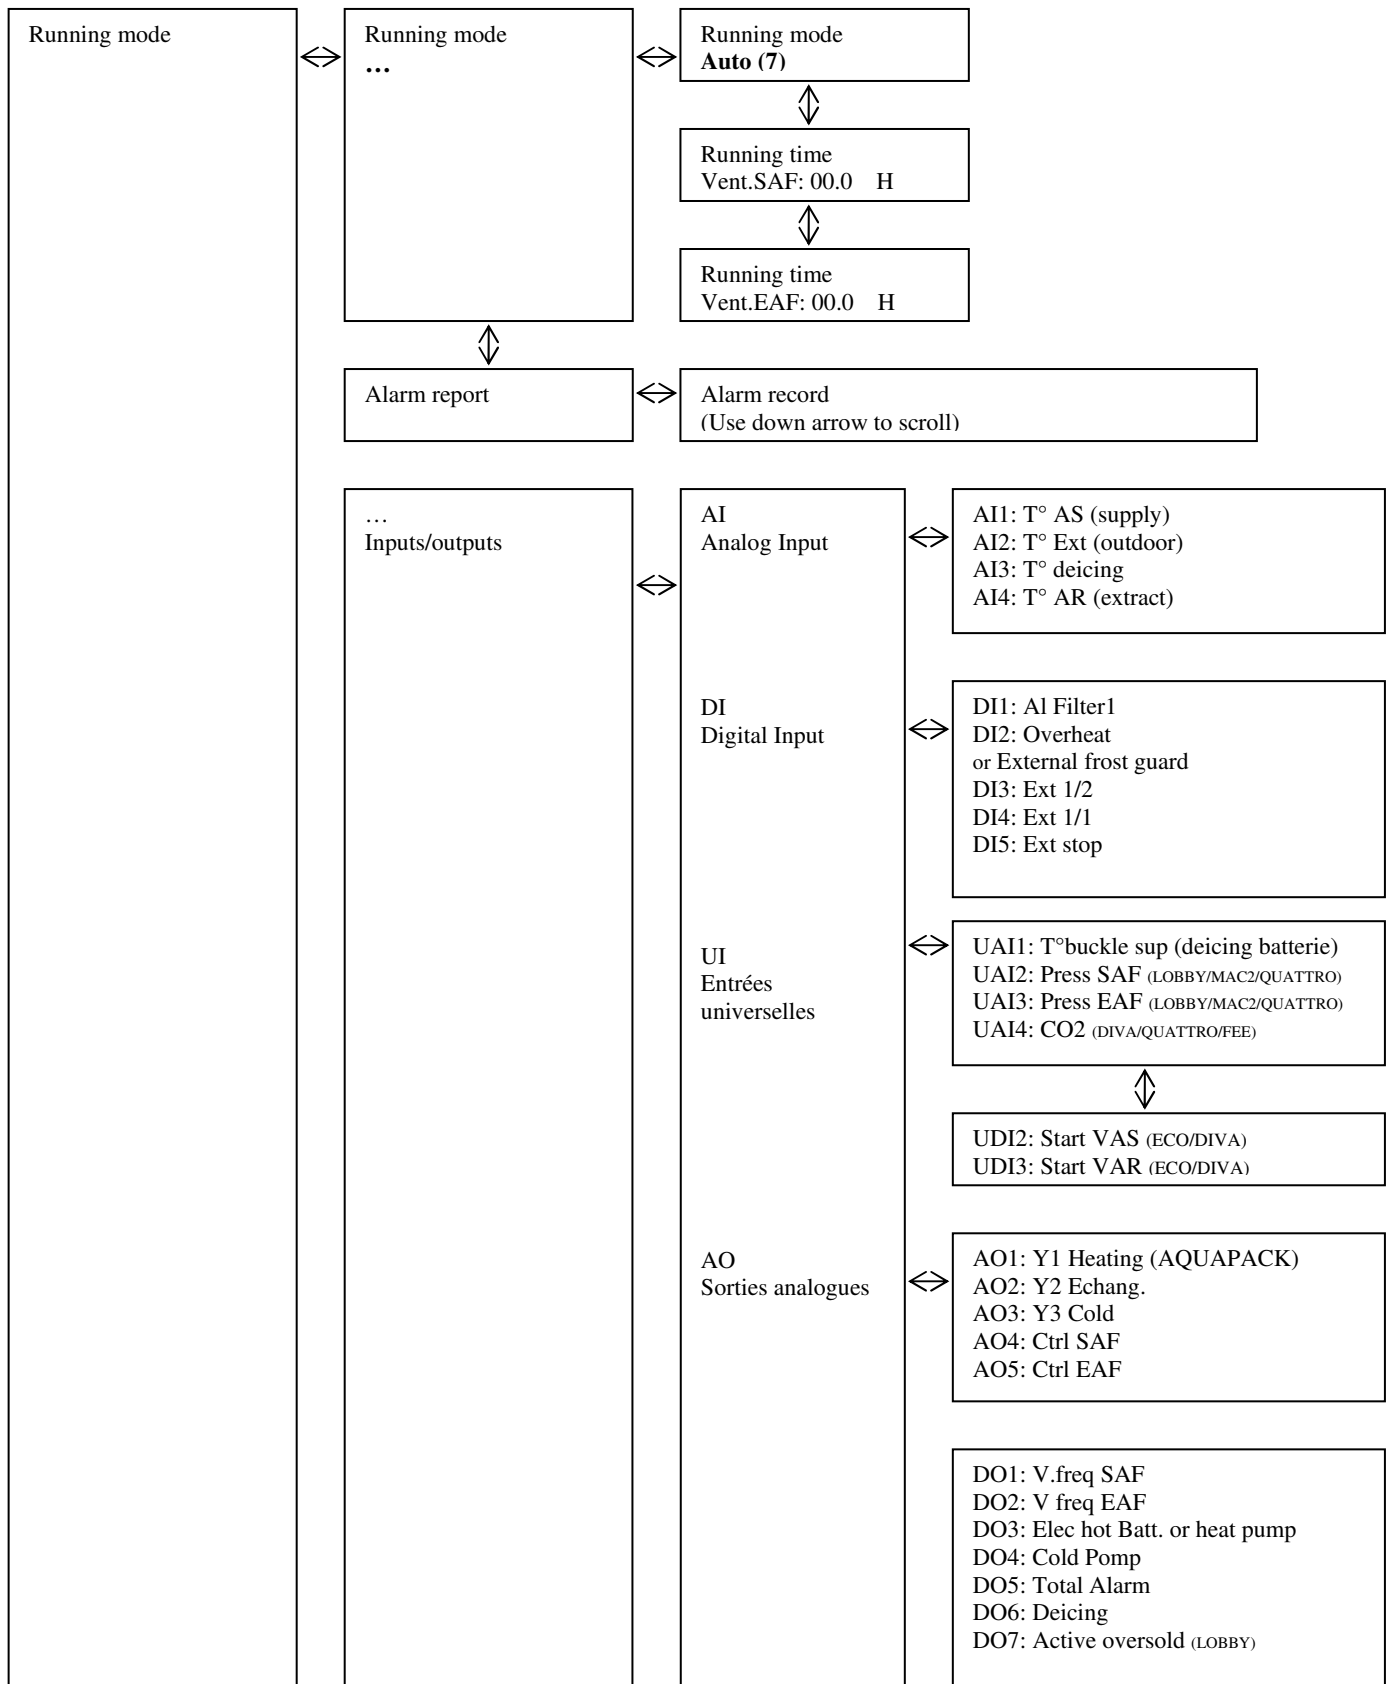 Running mode
Running mode
...
Running mode
Auto (7)
Running time
Vent.SAF: 00.0 H
Running time
Vent.EAF: 00.0 H
Alarm report
Alarm record
(Use down arrow to scroll)
…
Inputs/outputs
AI
Analog Input
AI1: T° AS (supply)
AI2: T° Ext (outdoor)
AI3: T° deicing
AI4: T° AR (extract)
DI
Digital Input
DI1: Al Filter1
DI2: Overheat
or External frost guard
DI3: Ext 1/2
DI4: Ext 1/1
DI5: Ext stop
UI
Entrées
universelles
UAI1: T°buckle sup (deicing batterie)
UAI2: Press SAF (LOBBY/MAC2/QUATTRO)
UAI3: Press EAF (LOBBY/MAC2/QUATTRO)
UAI4: CO2 (DIVA/QUATTRO/FEE)
UDI2: Start VAS (ECO/DIVA)
UDI3: Start VAR (ECO/DIVA)
AO
Sorties analogues
AO1: Y1 Heating (AQUAPACK)
AO2: Y2 Echang.
AO3: Y3 Cold
AO4: Ctrl SAF
AO5: Ctrl EAF
DO1: V.freq SAF
DO2: V freq EAF
DO3: Elec hot Batt. or heat pump
DO4: Cold Pomp
DO5: Total Alarm
DO6: Deicing
DO7: Active oversold (LOBBY)